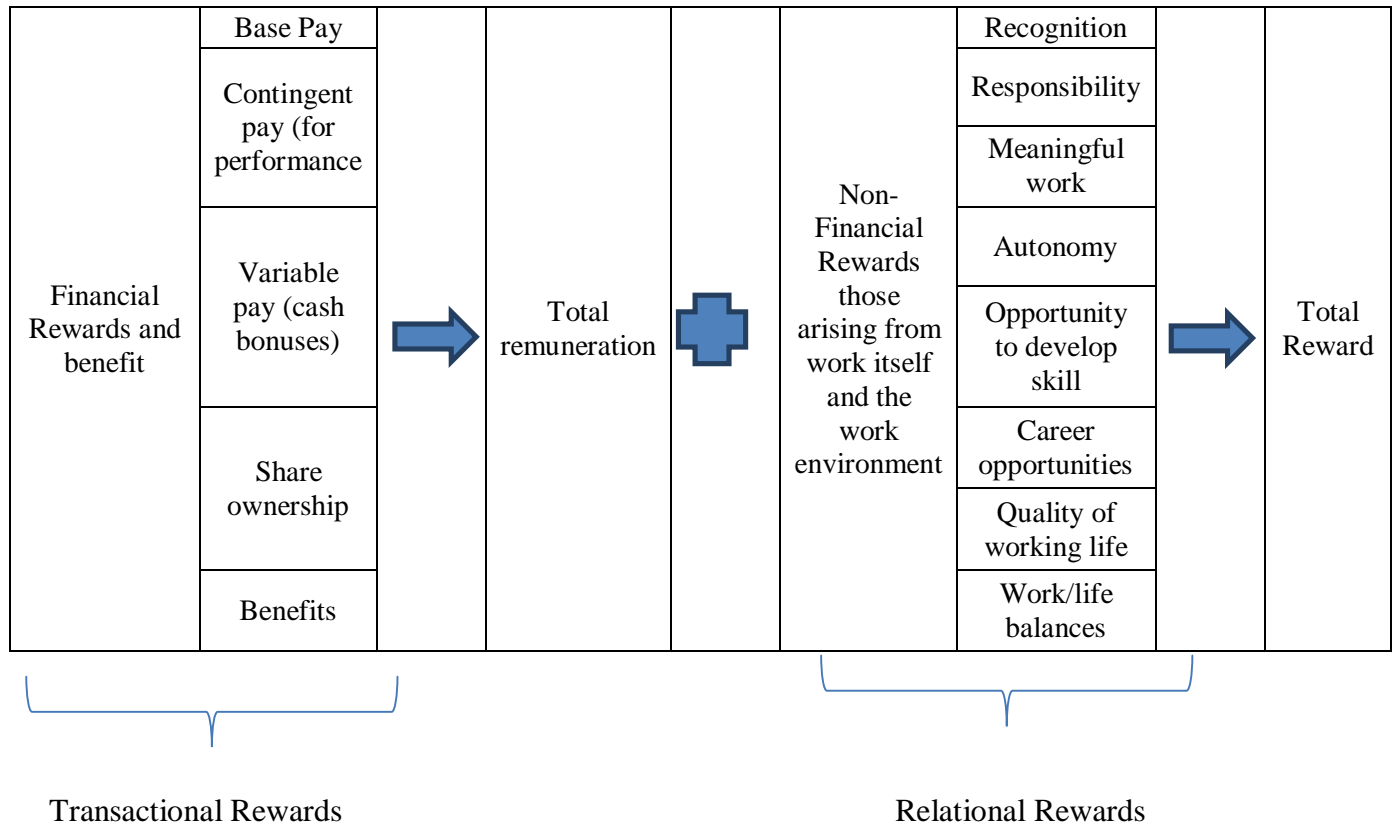 Financial
Rewards and
benefit
Base Pay
Contingent
pay (for
performance
Variable
pay (cash
bonuses)
Share
ownership
Benefits
Total
remuneration
Non-
Financial
Rewards
those
arising from
work itself
and the
work
environment
Recognition
Responsibility
Meaningful
work
Autonomy
Opportunity
to develop
skill
Career
opportunities
Quality of
working life
Work/life
balances
Total
Reward
Transactional Rewards
Relational Rewards